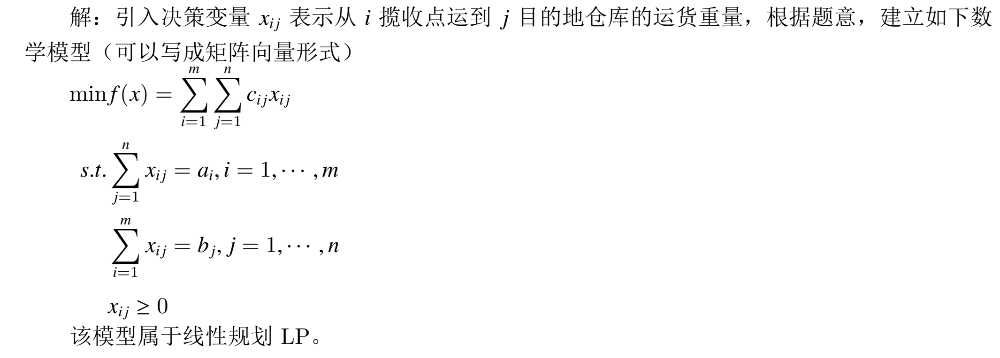 解：引入决策变量 x_{ij} 表示从 i 揽收点运到 j 目的地仓库的运货重量，根据题意，建立如下数
学模型（可以写成矩阵向量形式）
min f(x) = \sum_{i=1}^{m} \sum_{j=1}^{n} c_{ij} x_{ij}
s.t. \sum_{j=1}^{n} x_{ij} = a_i, i = 1, ⋯ , m
\sum_{i=1}^{m} x_{ij} = b_j, j = 1, ⋯ , n
x_{ij} ≥ 0
该模型属于线性规划 LP。